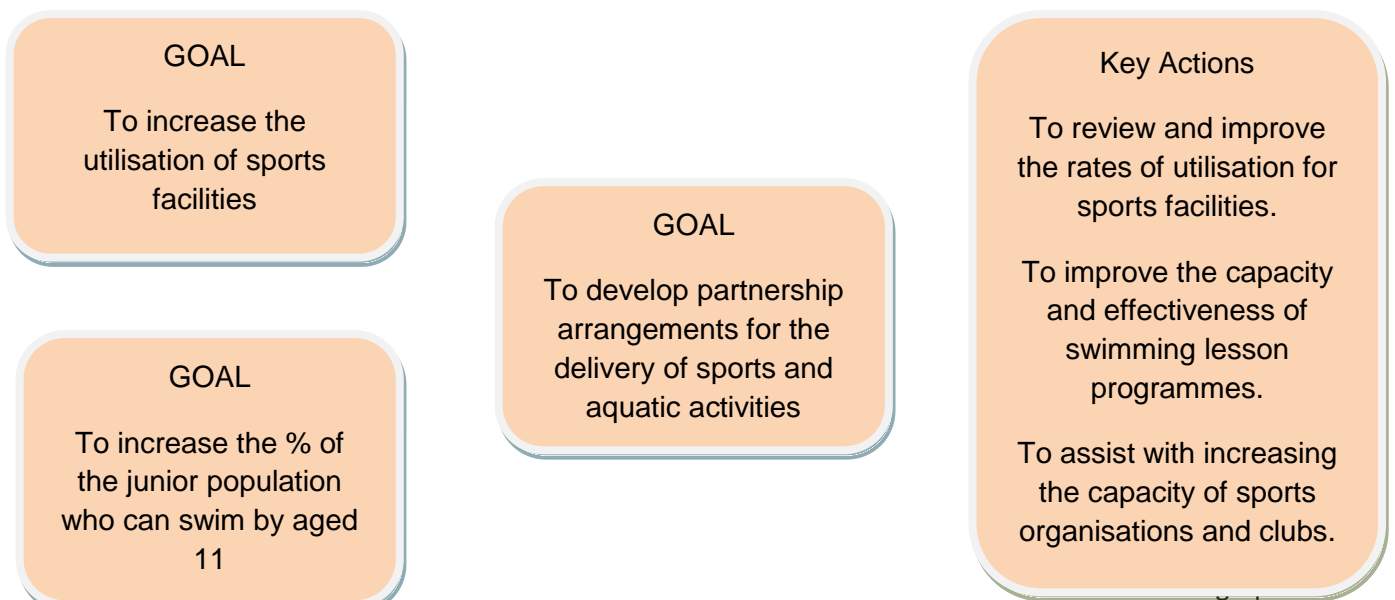 GOAL
To increase the
utilisation of sports
facilities
GOAL
To increase the % of
the junior population
who can swim by aged
11
GOAL
To develop partnership
arrangements for the
delivery of sports and
aquatic activities
Key Actions
To review and improve
the rates of utilisation for
sports facilities.
To improve the capacity
and effectiveness of
swimming lesson
programmes.
To assist with increasing
the capacity of sports
organisations and clubs.